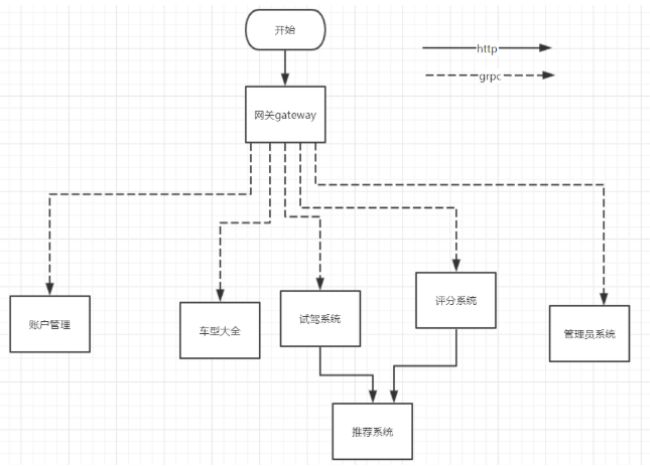 开始
http
grpc
网关gateway
账户管理
车型大全
试驾系统
评分系统
管理员系统
推荐系统